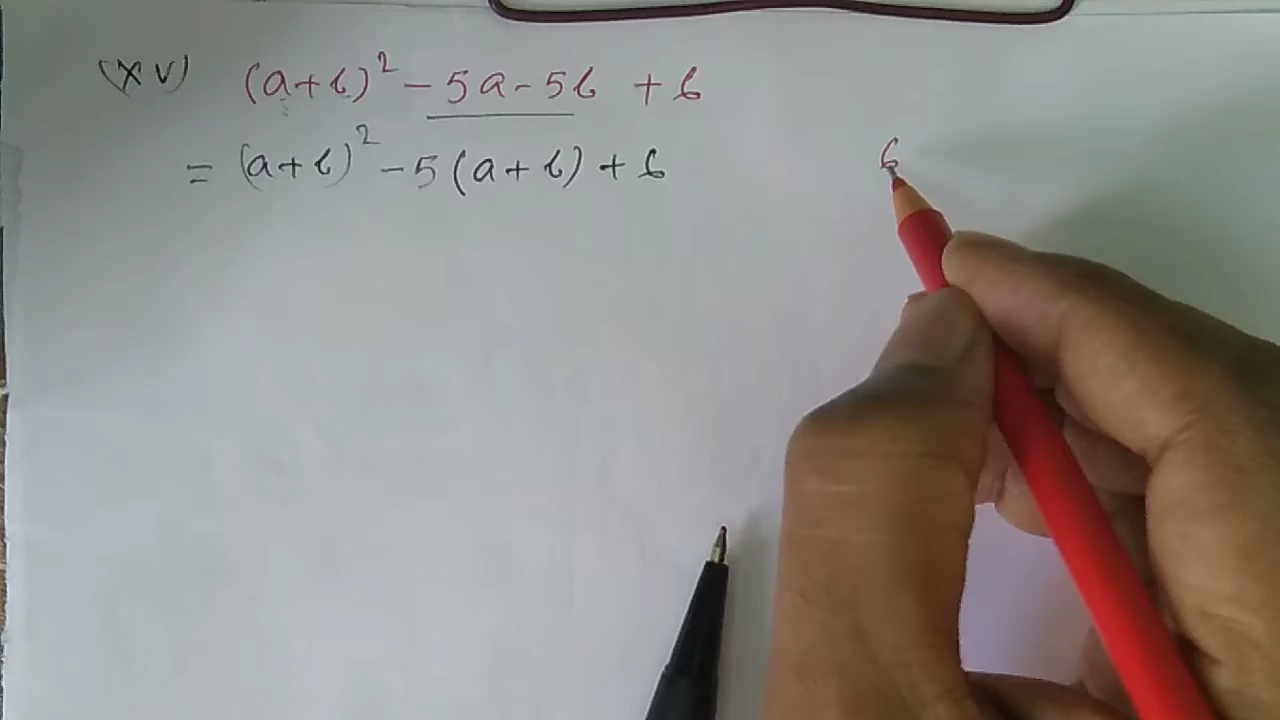 (xv) (a+b)² - 5a - 5b + 6
= (a+b)² - 5(a+b) + 6
6